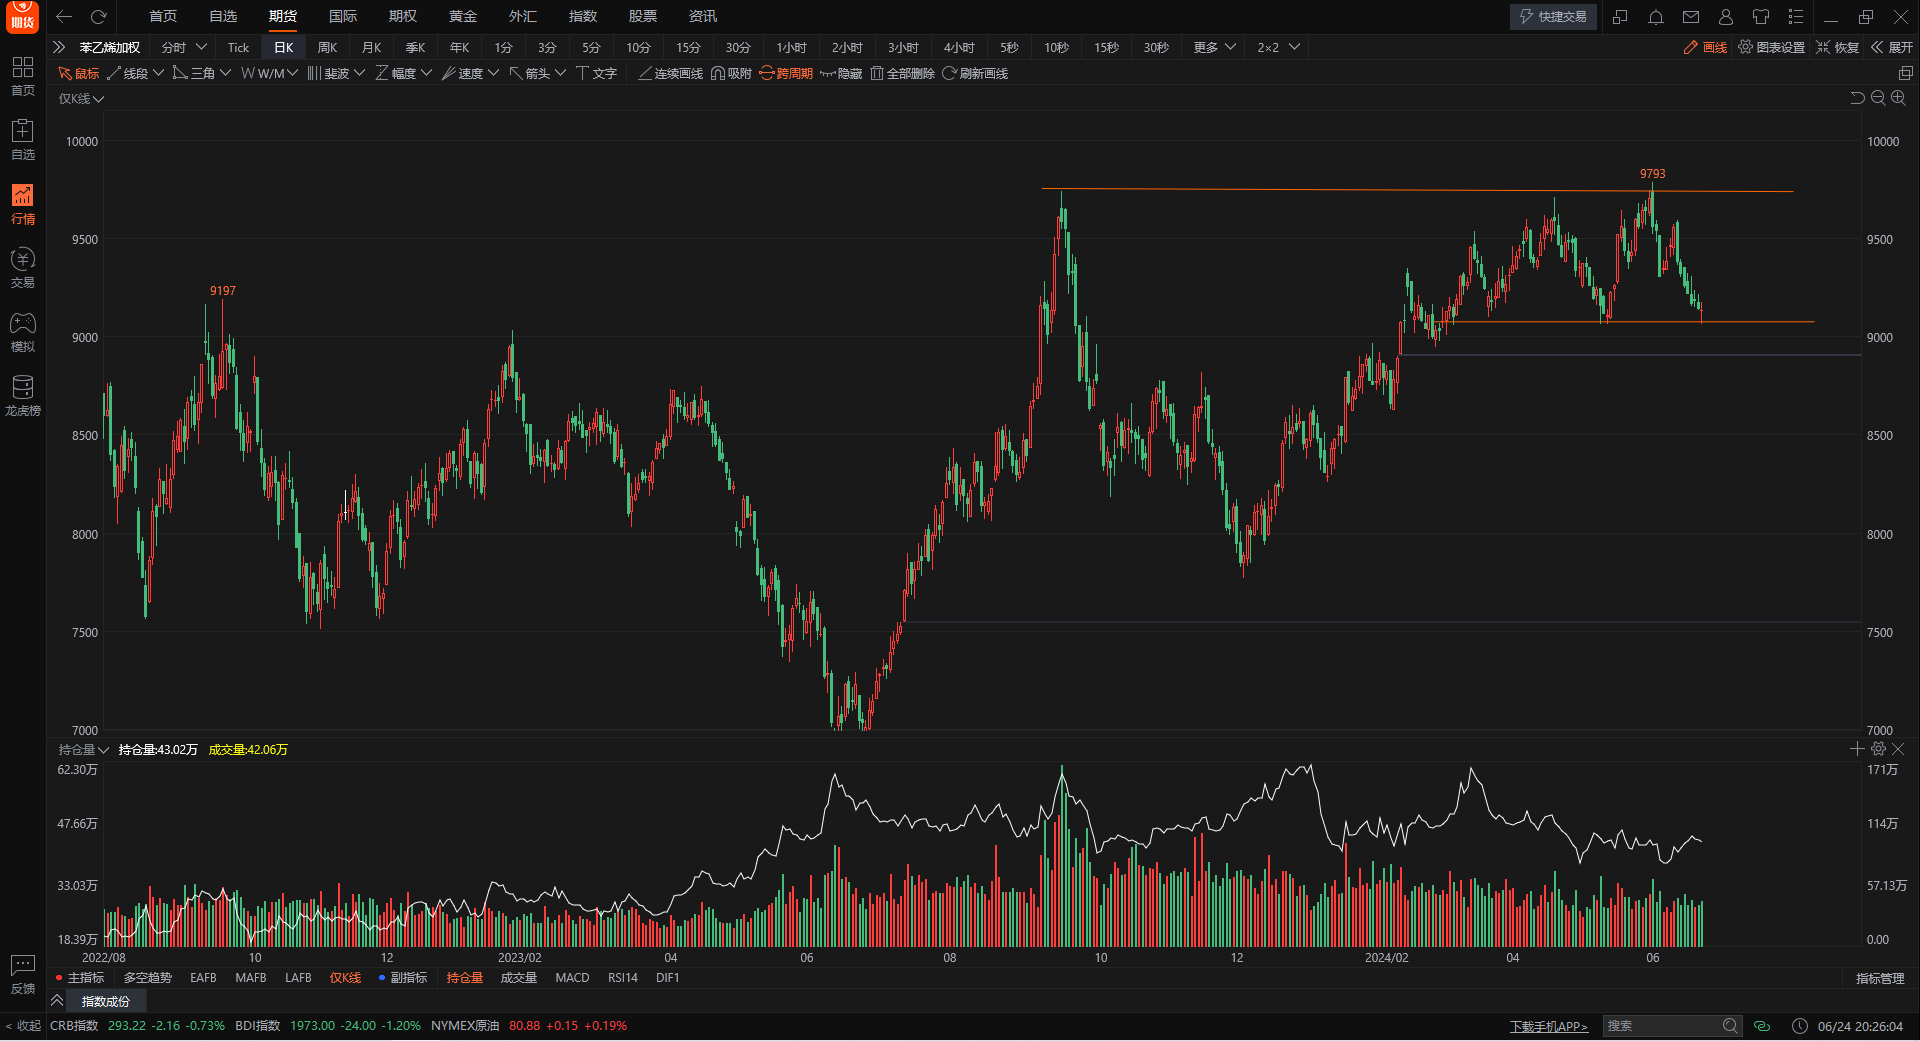 期货
首页 自选 期货 国际 期权 黄金 外汇 指数 股票 资讯
快捷交易
苯乙烯加权 分时 Tick 日K 周K 月K 季K 年K 1分 3分 5分 10分 15分 30分 1小时 2小时 3小时 4小时 5秒 10秒 15秒 30秒 更多 2×2
画线 图表设置 恢复 展开
鼠标 线段 三角 W/M 斐波 幅度 速度 箭头 文字 连续画线 吸附 跨周期 隐藏 全部删除 刷新画线
首页
自选
行情
交易
模拟
龙虎榜
反馈
< 收起
仅K线
10000 10000
9793
9500 9500
9197
9000 9000
8500 8500
8000 8000
7500 7500
7000 7000
持仓量 持仓量:43.02万 成交量:42.06万
62.30万 171万
47.66万 114万
33.03万 57.13万
18.39万 0.00
2022/08 10 12 2023/02 04 06 08 10 12 2024/02 04 06
主指标 多空趋势 EAFB MAFB LAFB 仅K线 副指标 持仓量 成交量 MACD RSI14 DIF1 指标管理
指数成份
CRB指数 293.22 -2.16 -0.73% BDI指数 1973.00 -24.00 -1.20% NYMEX原油 80.88 +0.15 +0.19%
下载手机APP>
搜索
06/24 20:26:04